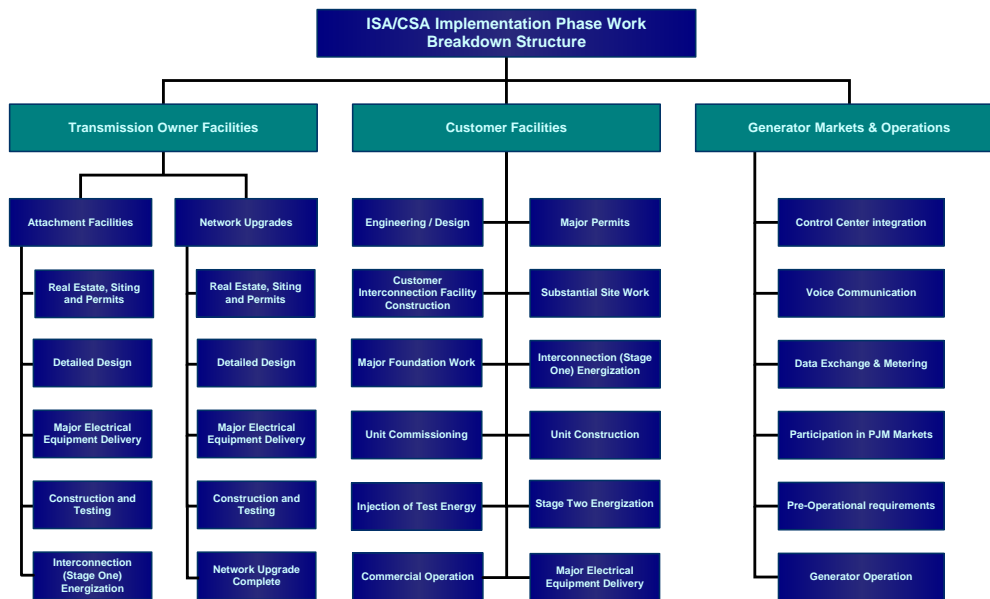 ISA/CSA Implementation Phase Work
Breakdown Structure
Transmission Owner Facilities
Customer Facilities
Generator Markets & Operations
Attachment Facilities
Network Upgrades
Engineering / Design
Major Permits
Control Center integration
Real Estate, Siting
and Permits
Real Estate, Siting
and Permits
Customer
Interconnection Facility
Construction
Substantial Site Work
Voice Communication
Detailed Design
Detailed Design
Major Foundation Work
Interconnection (Stage
One) Energization
Data Exchange & Metering
Major Electrical
Equipment Delivery
Major Electrical
Equipment Delivery
Unit Commissioning
Unit Construction
Participation in PJM Markets
Construction and
Testing
Construction and
Testing
Injection of Test Energy
Stage Two Energization
Pre-Operational requirements
Interconnection
(Stage One)
Energization
Network Upgrade
Complete
Commercial Operation
Major Electrical
Equipment Delivery
Generator Operation